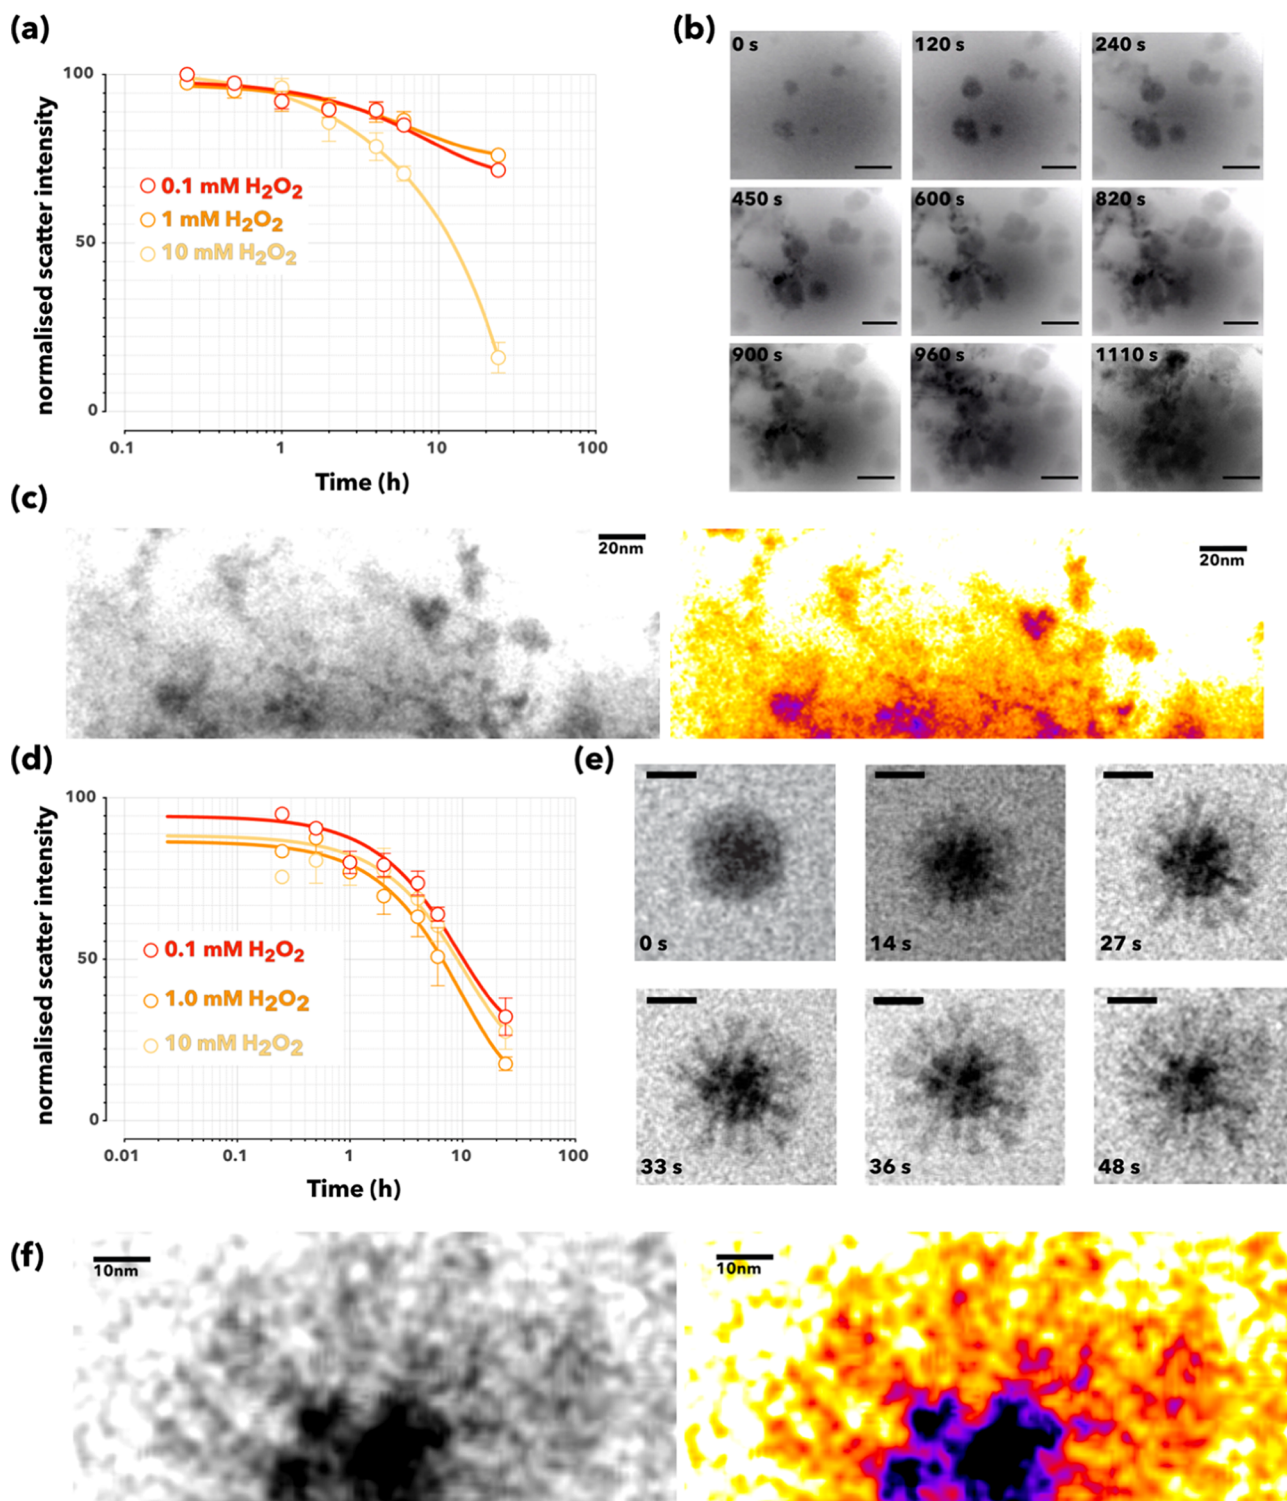 (a)
normalised scatter intensity
100
50
0
0.1 mM H₂O₂
1 mM H₂O₂
10 mM H₂O₂
0.1 1 10 100
Time (h)
(b)
0 s 120 s 240 s
450 s 600 s 820 s
900 s 960 s 1110 s
(c)
20nm
20nm
(d)
normalised scatter intensity
100
50
0
0.1 mM H₂O₂
1.0 mM H₂O₂
10 mM H₂O₂
0.01 0.1 1 10 100
Time (h)
(e)
0 s 14 s 27 s
33 s 36 s 48 s
(f)
10nm
10nm